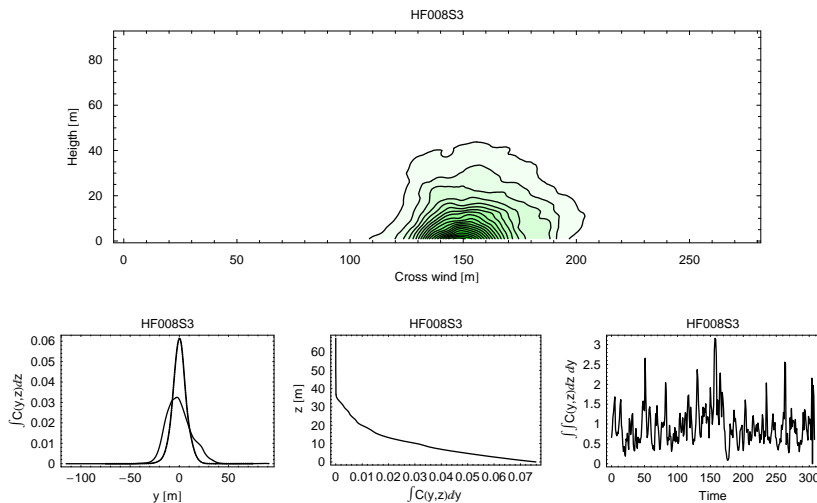 HF008S3
80
60
40
20
0
Heigth [m]
0 50 100 150 200 250
Cross wind [m]
HF008S3
0.06
0.05
0.04
0.03
0.02
0.01
0
∫C(y,z)dz
−100 −50 0 50
y [m]
HF008S3
60
50
40
30
20
10
0
z [m]
0 0.01 0.02 0.03 0.04 0.05 0.06 0.07
∫C(y,z)dy
HF008S3
3
2.5
2
1.5
1
0.5
0
∫∫C(y,z)dz dy
0 50 100 150 200 250 300
Time